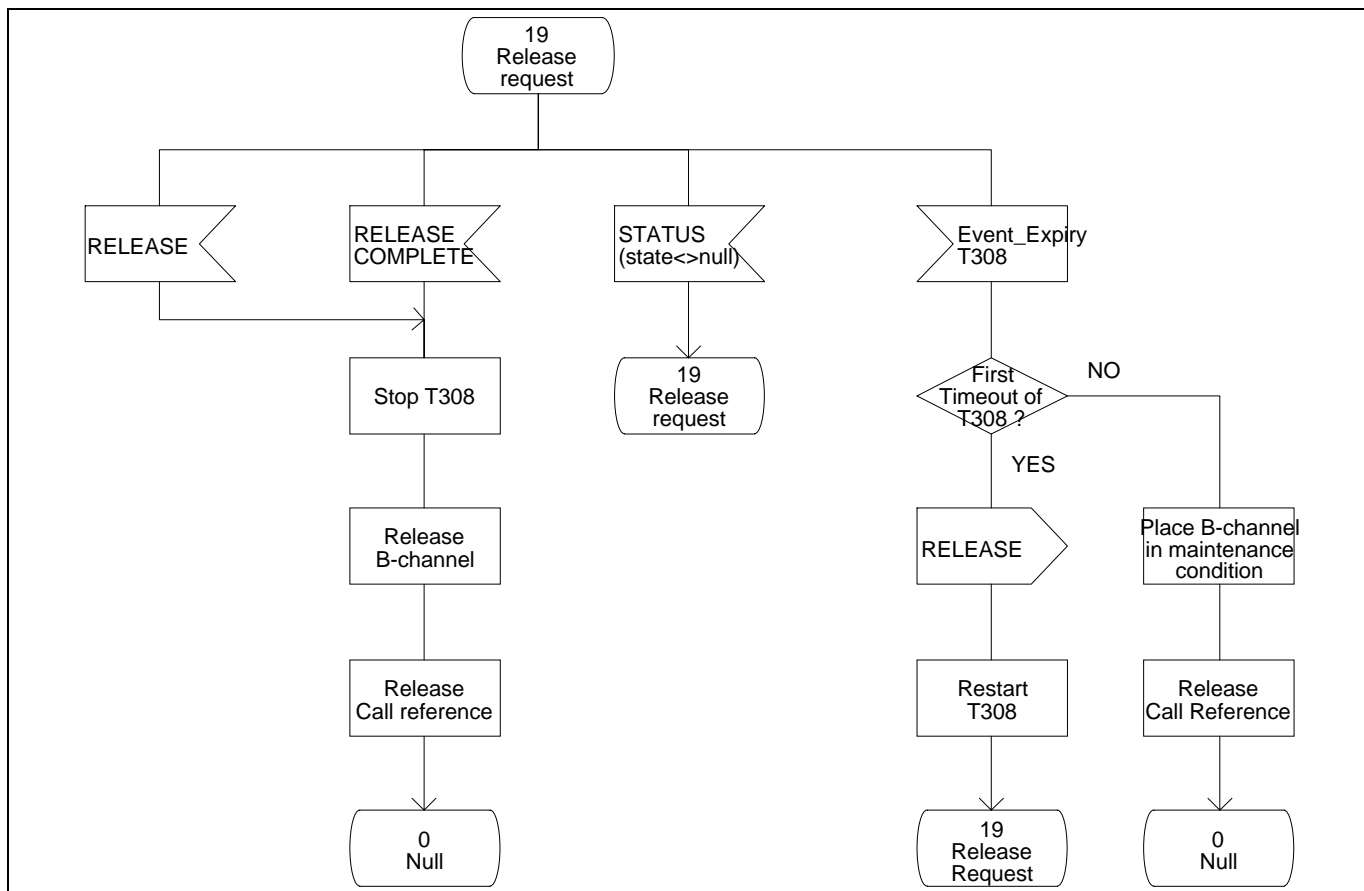 19
Release
request
RELEASE
RELEASE
COMPLETE
STATUS
(state<>null)
Event_Expiry
T308
Stop T308
19
Release
request
First
Timeout of
T308 ?
NO
YES
Release
B-channel
RELEASE
Place B-channel
in maintenance
condition
Release
Call reference
Restart
T308
Release
Call Reference
0
Null
19
Release
Request
0
Null